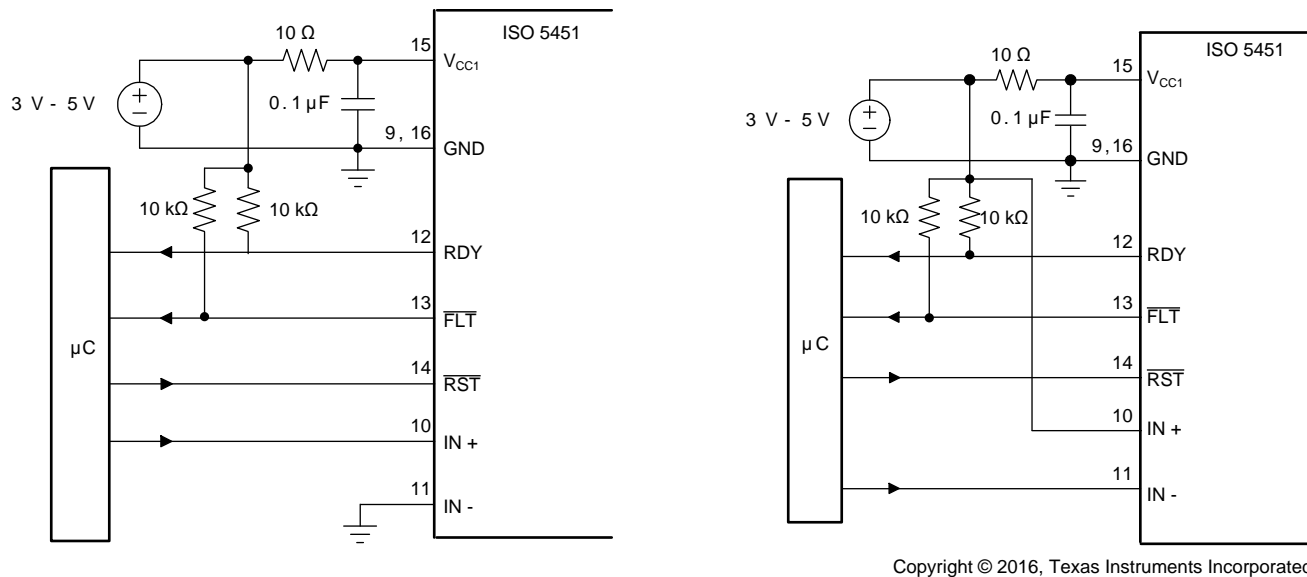 ISO 5451
10 Ω
15
VCC1
3 V - 5 V
0.1 µF
9, 16
GND
10 kΩ
10 kΩ
12
RDY
13
FLT
µC
14
RST
10
IN +
11
IN -
ISO 5451
10 Ω
15
VCC1
3 V - 5 V
0.1 µF
9, 16
GND
10 kΩ
10 kΩ
12
RDY
13
FLT
µC
14
RST
10
IN +
11
IN -
Copyright © 2016, Texas Instruments Incorporated